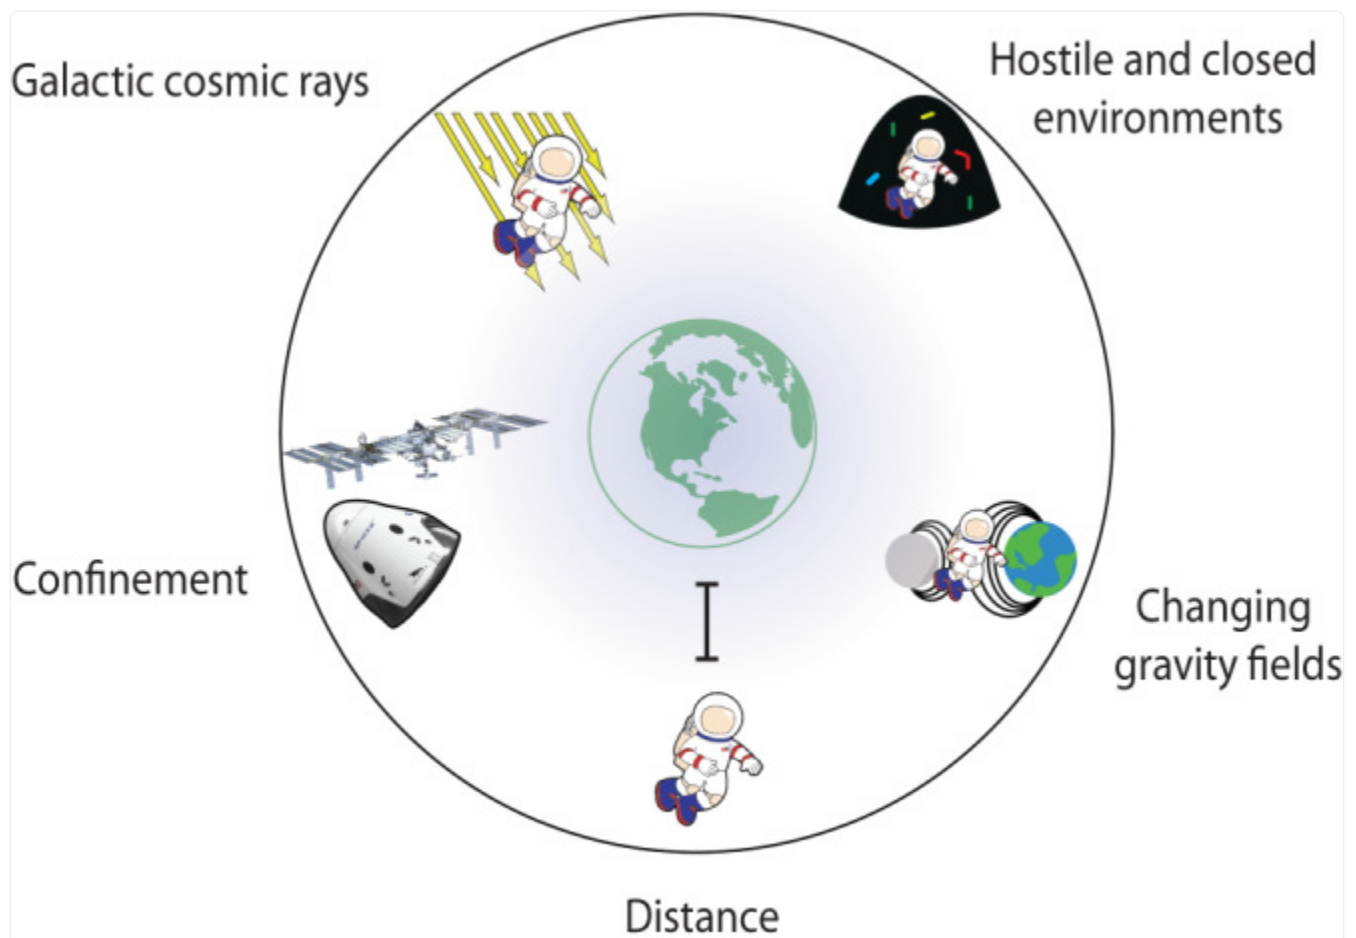 Galactic cosmic rays
Hostile and closed
environments
Confinement
Changing
gravity fields
Distance